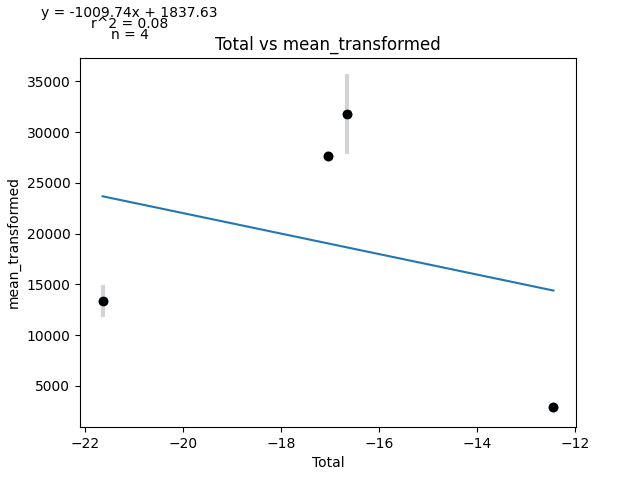 y = -1009.74x + 1837.63
r^2 = 0.08
n = 4
Total vs mean_transformed
35000
30000
25000
20000
15000
10000
5000
mean_transformed
−22
−20
−18
−16
−14
−12
Total